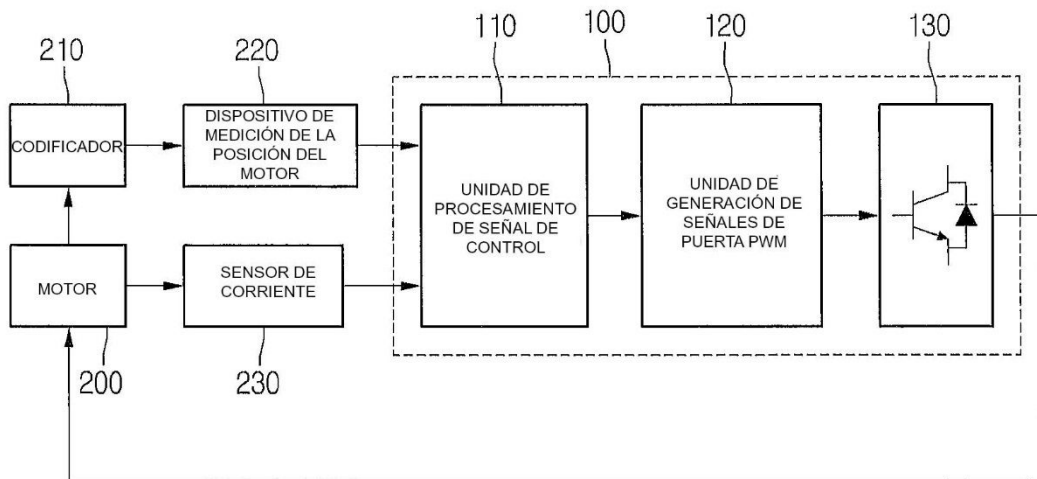 210
220
110
100
120
130
CODIFICADOR
DISPOSITIVO DE
MEDICIÓN DE LA
POSICIÓN DEL
MOTOR
UNIDAD DE
PROCESAMIENTO
DE SEÑAL DE
CONTROL
UNIDAD DE
GENERACIÓN DE
SEÑALES DE
PUERTA PWM
MOTOR
SENSOR DE
CORRIENTE
200
230